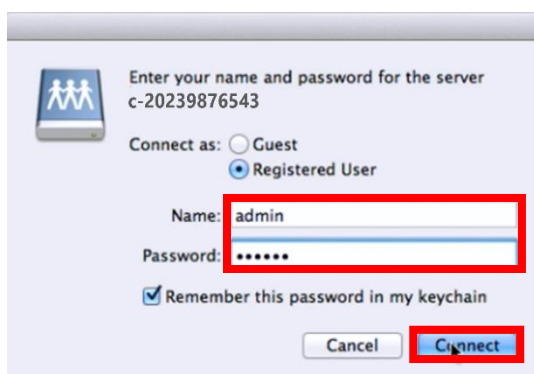 Enter your name and password for the server
c-20239876543
Connect as: Guest
Registered User
Name: admin
Password: ••••••
Remember this password in my keychain
Cancel Connect